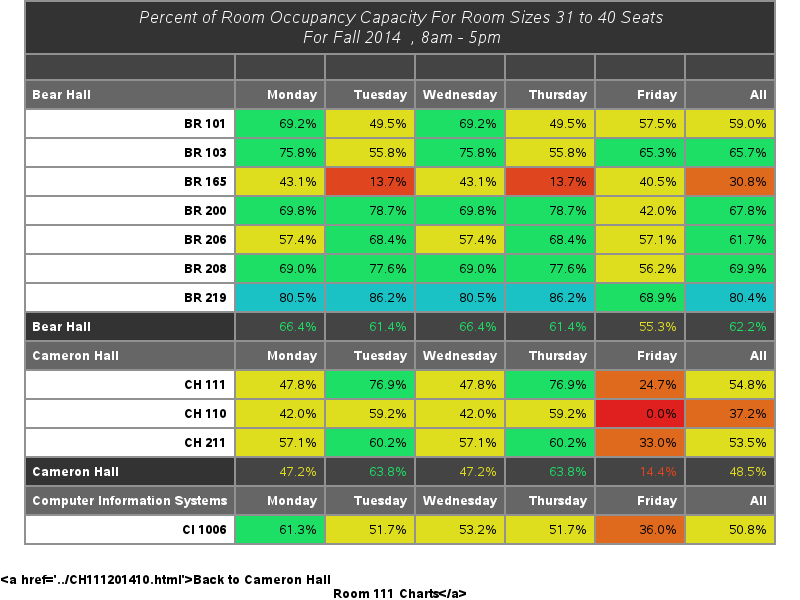 Percent of Room Occupancy Capacity For Room Sizes 31 to 40 Seats
For Fall 2014 , 8am - 5pm
Bear Hall Monday Tuesday Wednesday Thursday Friday All
BR 101 69.2% 49.5% 69.2% 49.5% 57.5% 59.0%
BR 103 75.8% 55.8% 75.8% 55.8% 65.3% 65.7%
BR 165 43.1% 13.7% 43.1% 13.7% 40.5% 30.8%
BR 200 69.8% 78.7% 69.8% 78.7% 42.0% 67.8%
BR 206 57.4% 68.4% 57.4% 68.4% 57.1% 61.7%
BR 208 69.0% 77.6% 69.0% 77.6% 56.2% 69.9%
BR 219 80.5% 86.2% 80.5% 86.2% 68.9% 80.4%
Bear Hall 66.4% 61.4% 66.4% 61.4% 55.3% 62.2%
Cameron Hall Monday Tuesday Wednesday Thursday Friday All
CH 111 47.8% 76.9% 47.8% 76.9% 24.7% 54.8%
CH 110 42.0% 59.2% 42.0% 59.2% 0.0% 37.2%
CH 211 57.1% 60.2% 57.1% 60.2% 33.0% 53.5%
Cameron Hall 47.2% 63.8% 47.2% 63.8% 14.4% 48.5%
Computer Information Systems Monday Tuesday Wednesday Thursday Friday All
CI 1006 61.3% 51.7% 53.2% 51.7% 36.0% 50.8%
<a href='../CH111201410.html'>Back to Cameron Hall
Room 111 Charts</a>